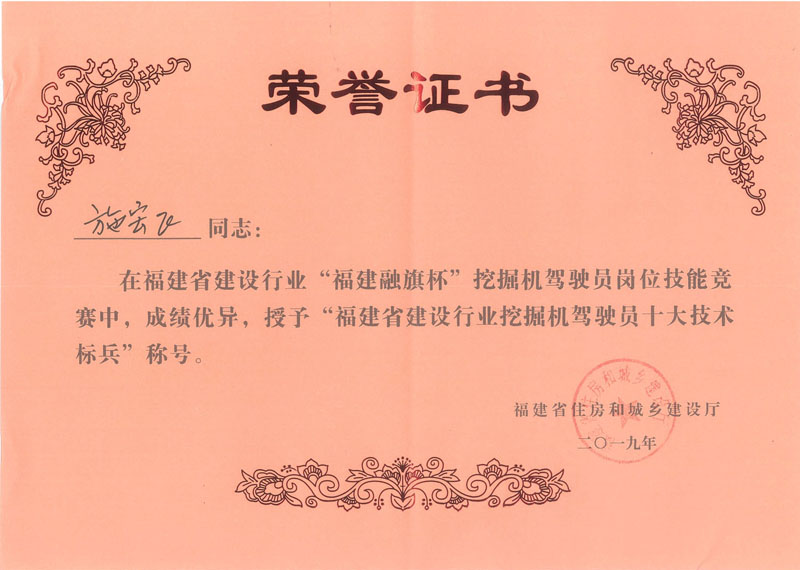 荣誉证书
施宏飞 同志：
在福建省建设行业“福建融旗杯”挖掘机驾驶员岗位技能竞
赛中，成绩优异，授予“福建省建设行业挖掘机驾驶员十大技术
标兵”称号。
福建省住房和城乡建设厅
二〇一九年